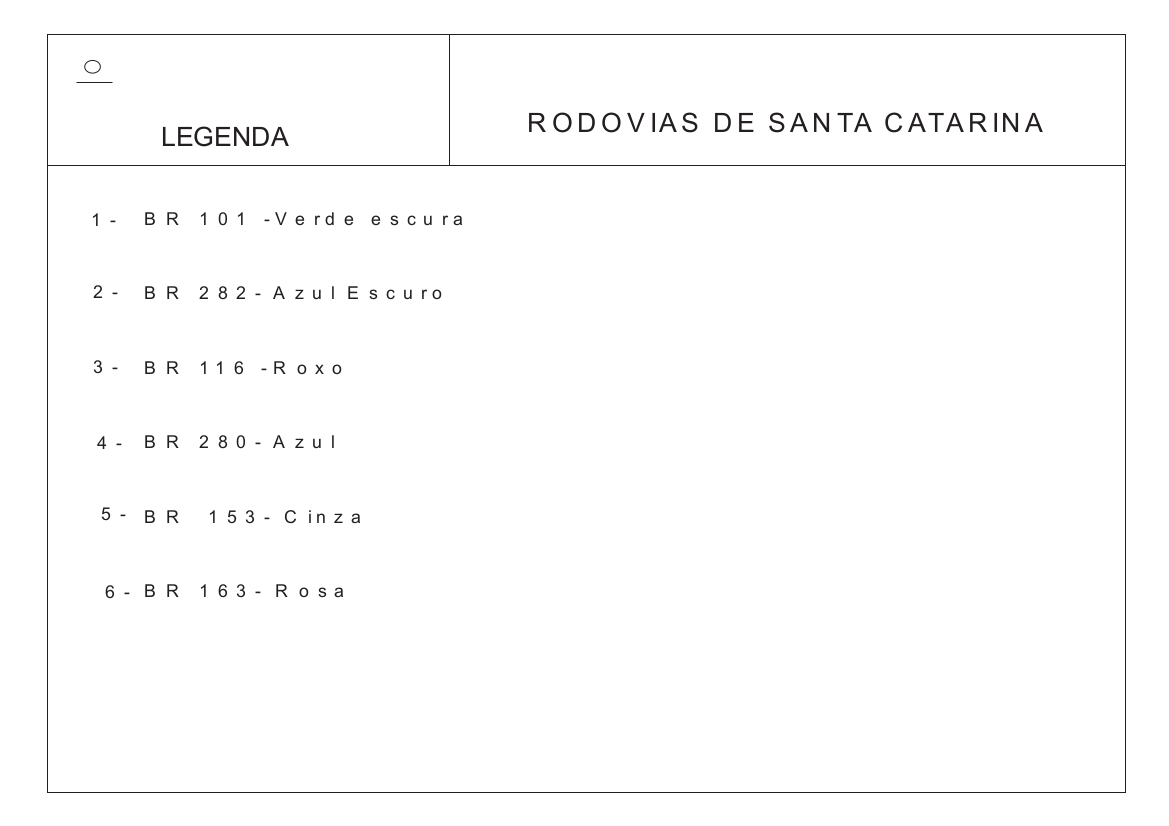 LEGENDA
RODOVIAS DE SANTA CATARINA
1- BR 101 -Verde escura
2- BR 282- Azul Escuro
3- BR 116 -Roxo
4- BR 280- Azul
5- BR 153- Cinza
6- BR 163- Rosa